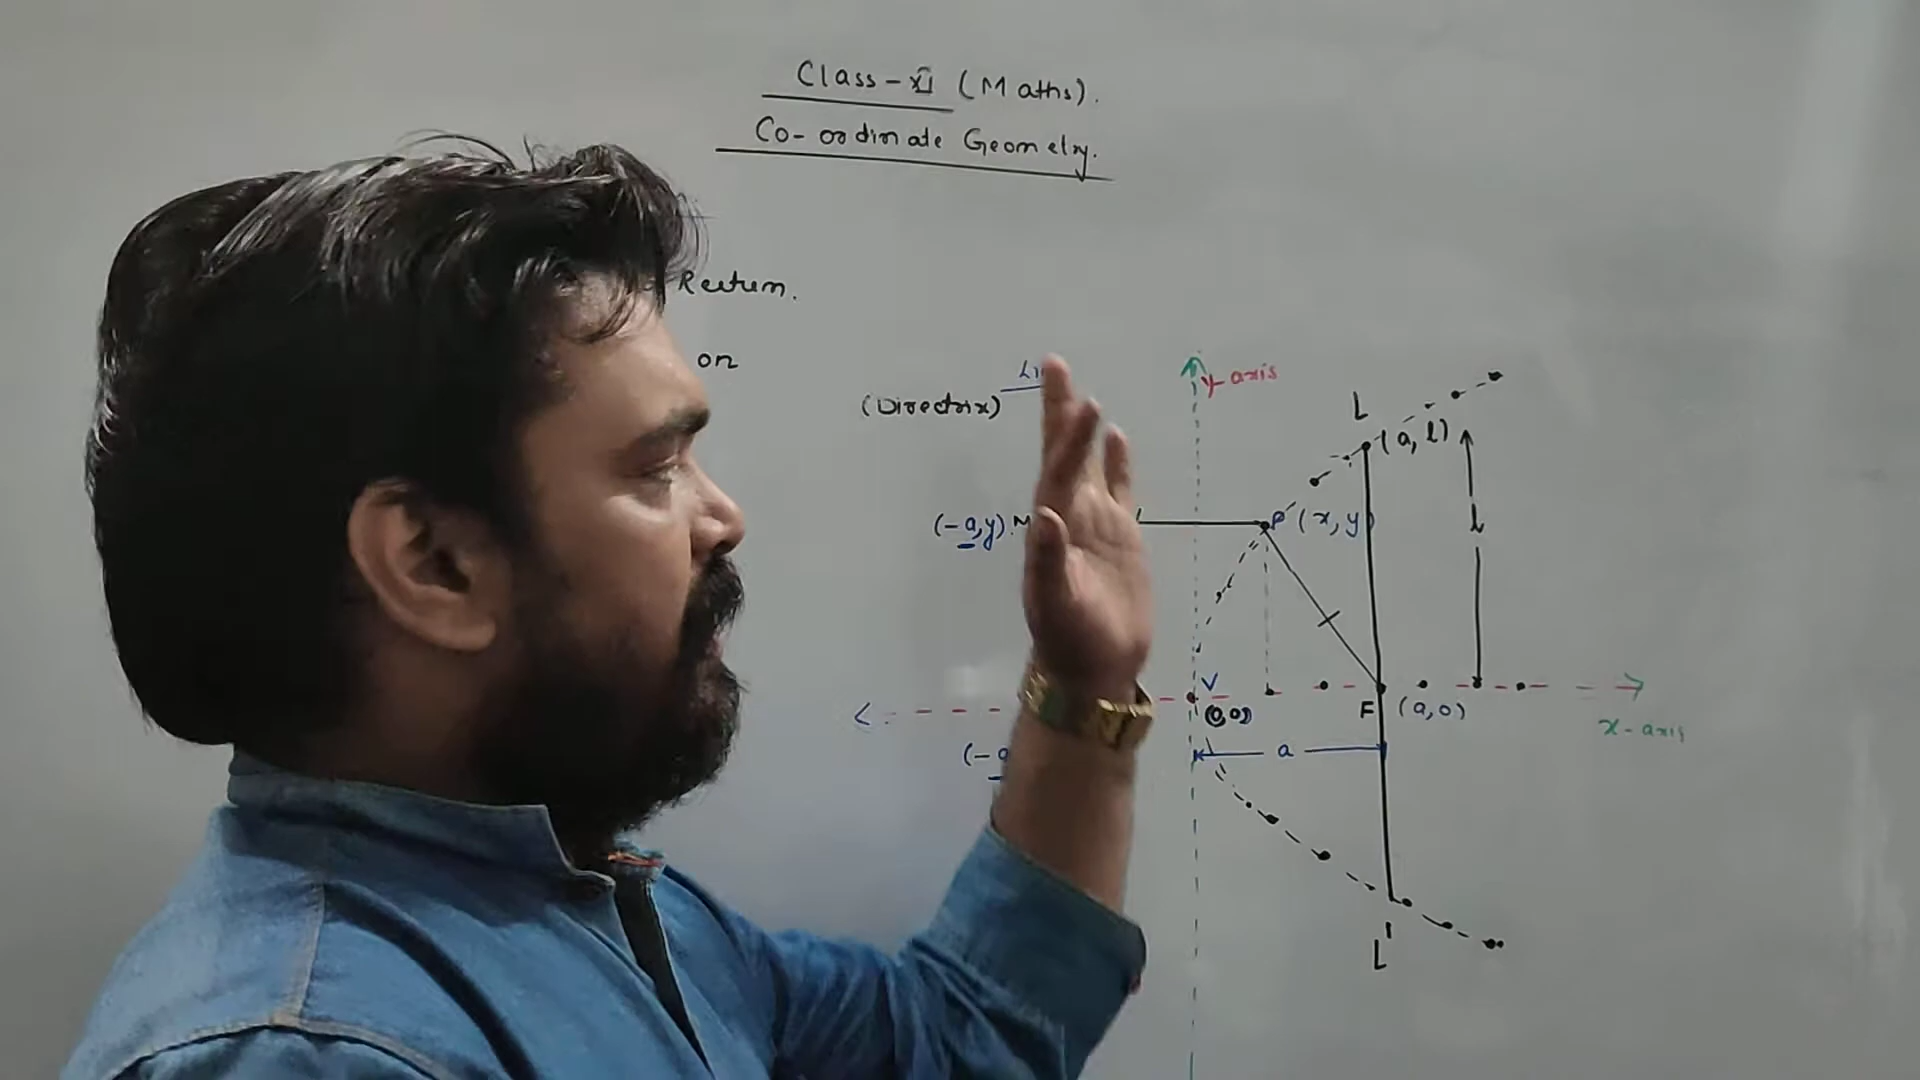 Class-XI (Maths).
Co-ordinate Geometry.
Rectum.
on
Y-axis
(Directrix)
L
(a, l)
(-a,y) M
P (x, y)
l
V
(0,0)
F (a,0)
x-axis
a
L'